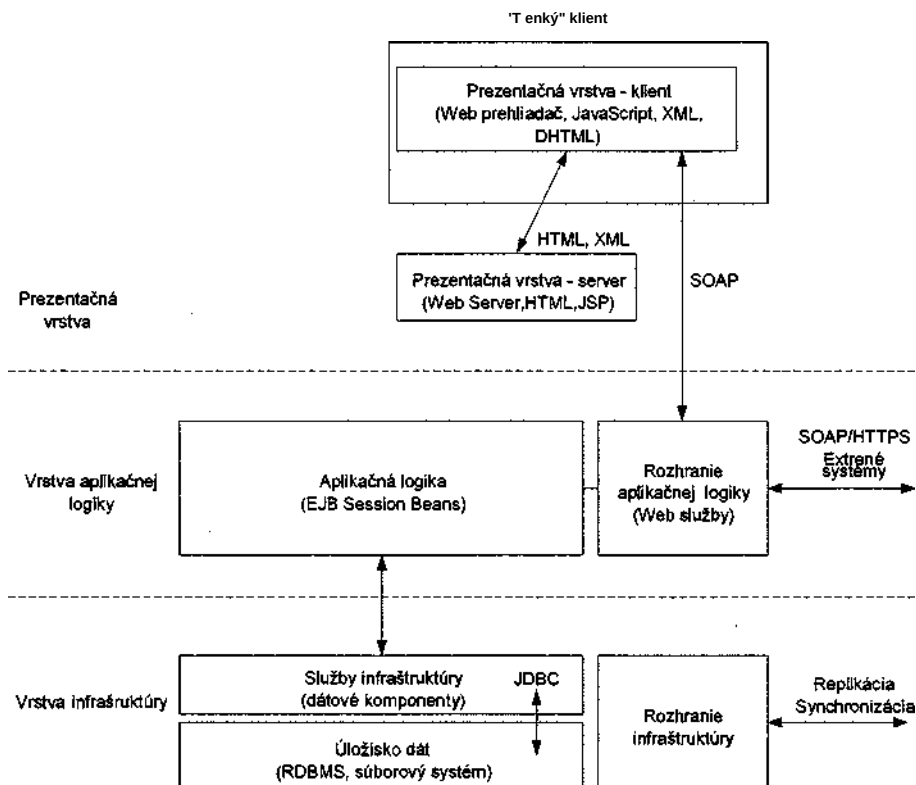 'T enký" klient
Prezentačná vrstva - klient
(Web prehliadač, JavaScript, XML,
DHTML)
HTML, XML
Prezentačná vrstva - server
(Web Server,HTML,JSP)
SOAP
Prezentačná
vrstva
Vrstva aplikačnej
logiky
Aplikačná logika
(EJB Session Beans)
Rozhranie
aplikačnej logiky
(Web služby)
SOAP/HTTPS
Extrené
systémy
Vrstva infrašruktúry
Služby infraštruktúry
(dátové komponenty)
JDBC
Úložisko dát
(RDBMS, súborový systém)
Rozhranie
infraštruktúry
Replikácia
Synchronizácia